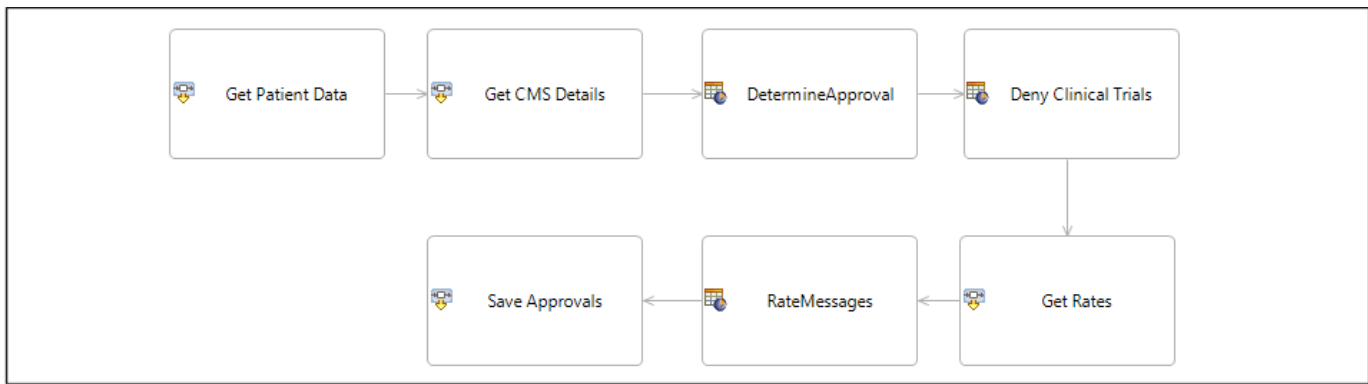 Get Patient Data
Get CMS Details
DetermineApproval
Deny Clinical Trials
Save Approvals
RateMessages
Get Rates